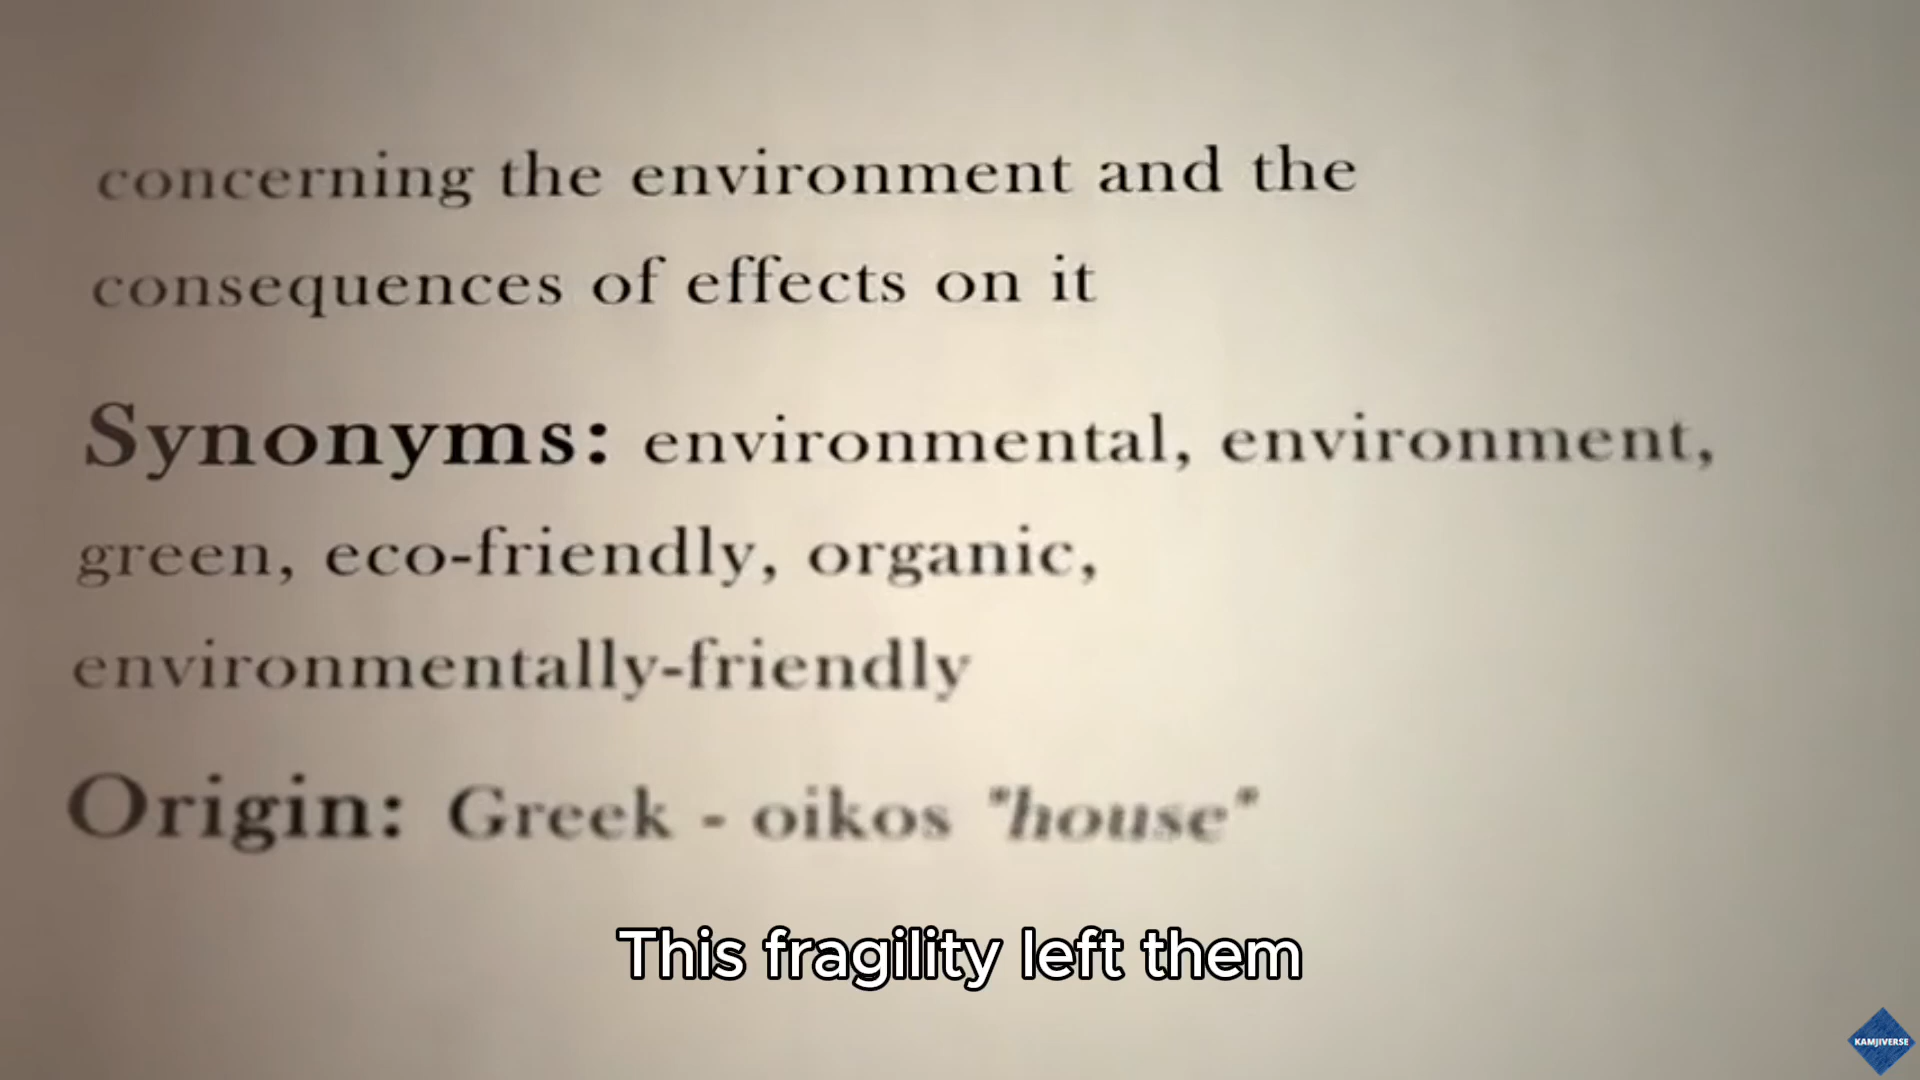 concerning the environment and the
consequences of effects on it
Synonyms: environmental, environment,
green, eco-friendly, organic,
environmentally-friendly
Origin: Greek - oikos "house"
This fragility left them
KAMJIVERSE